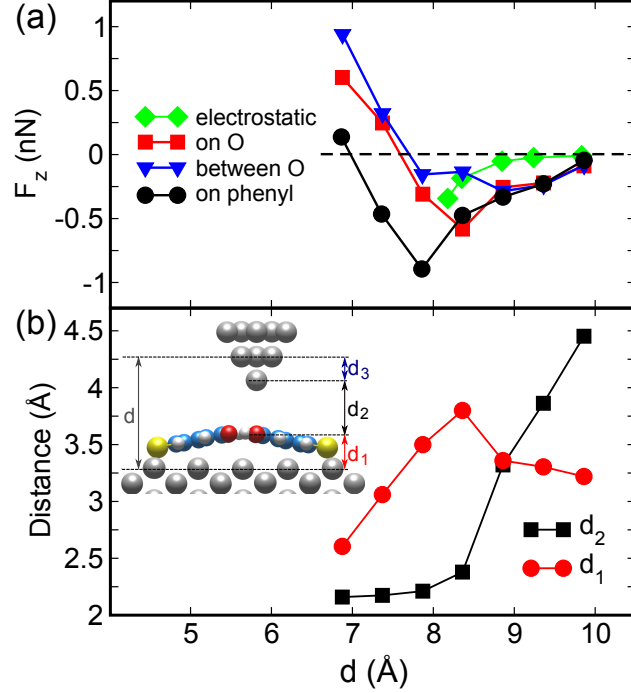 (a)
1
0.5
0
-0.5
-1
F_z (nN)
electrostatic
on O
between O
on phenyl
(b)
4.5
4
3.5
3
2.5
2
Distance (Å)
d
d_3
d_2
d_1
d_2
d_1
5
6
7
8
9
10
d (Å)